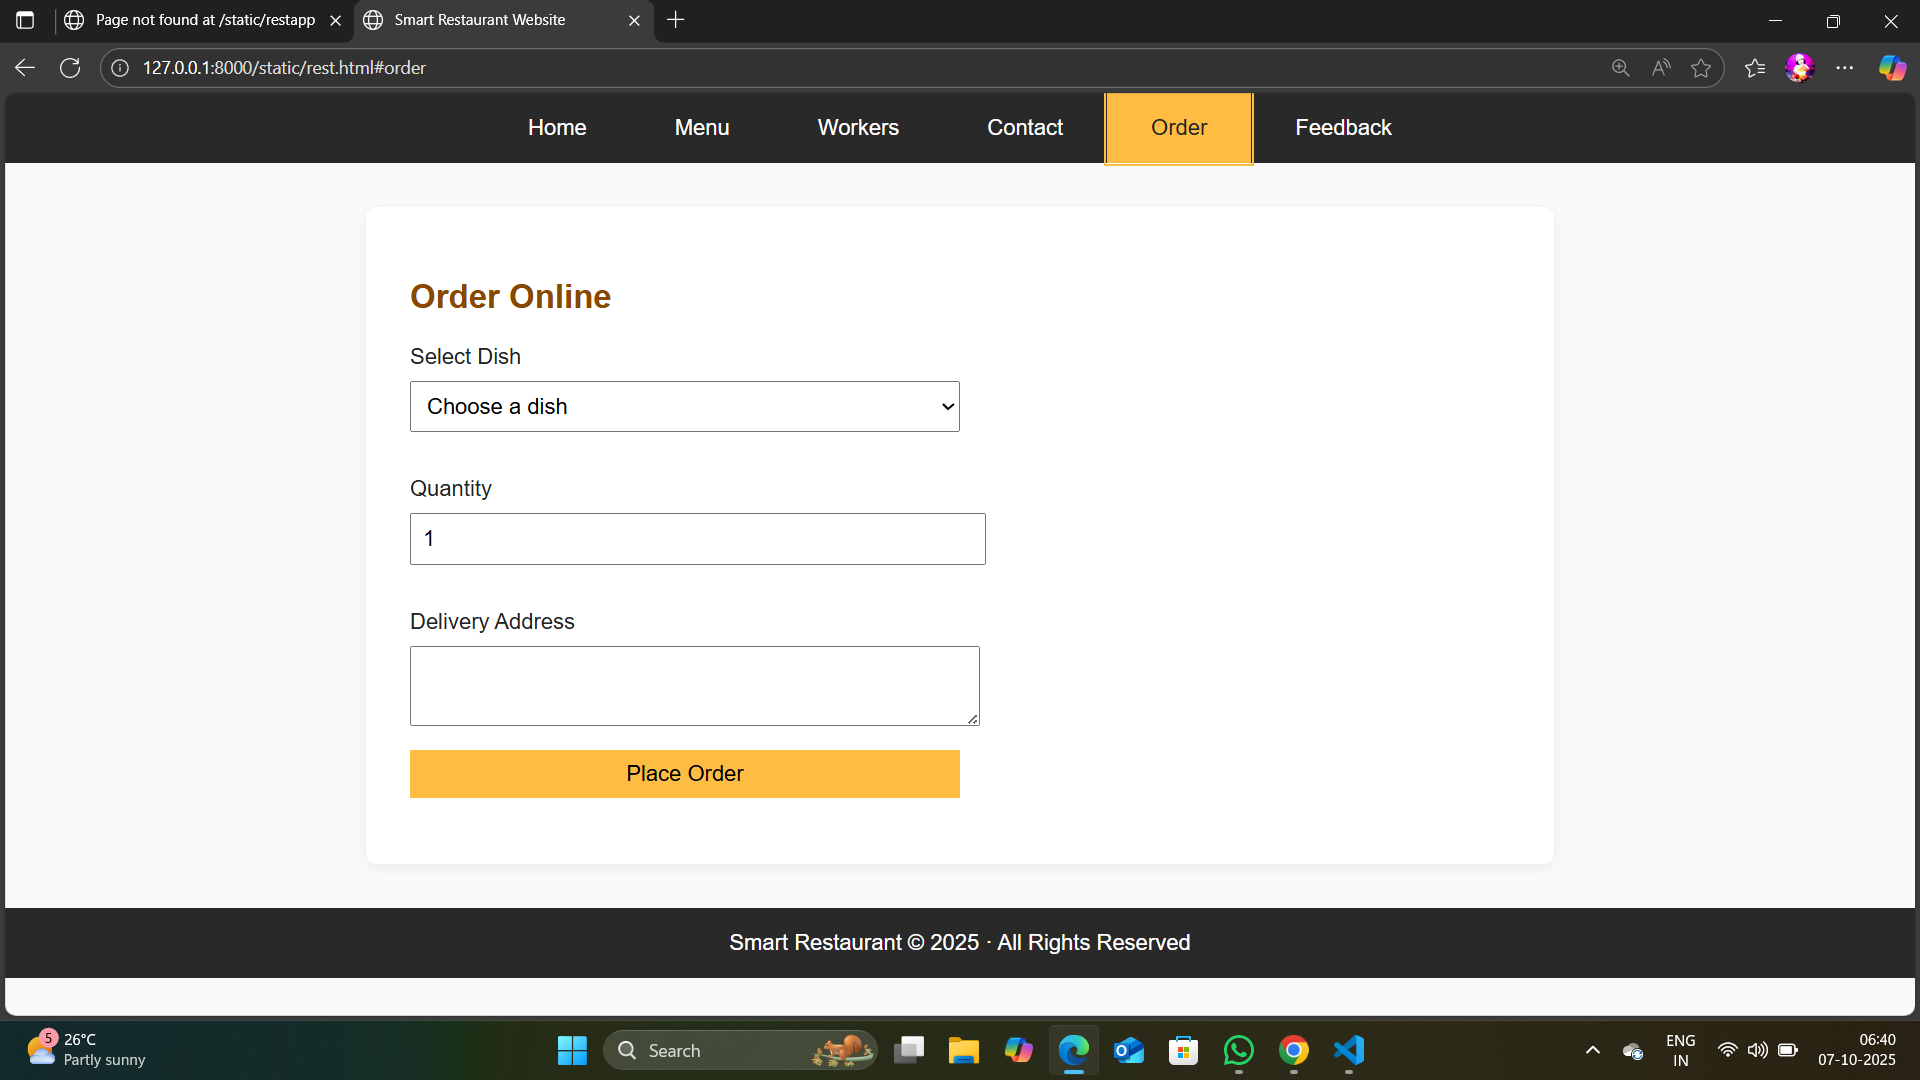 Page not found at /static/restapp
Smart Restaurant Website
127.0.0.1:8000/static/rest.html#order
Home
Menu
Workers
Contact
Order
Feedback
Order Online
Select Dish
Choose a dish
Quantity
1
Delivery Address
Place Order
Smart Restaurant © 2025 · All Rights Reserved
5
26°C
Partly sunny
Search
ENG
IN
06:40
07-10-2025